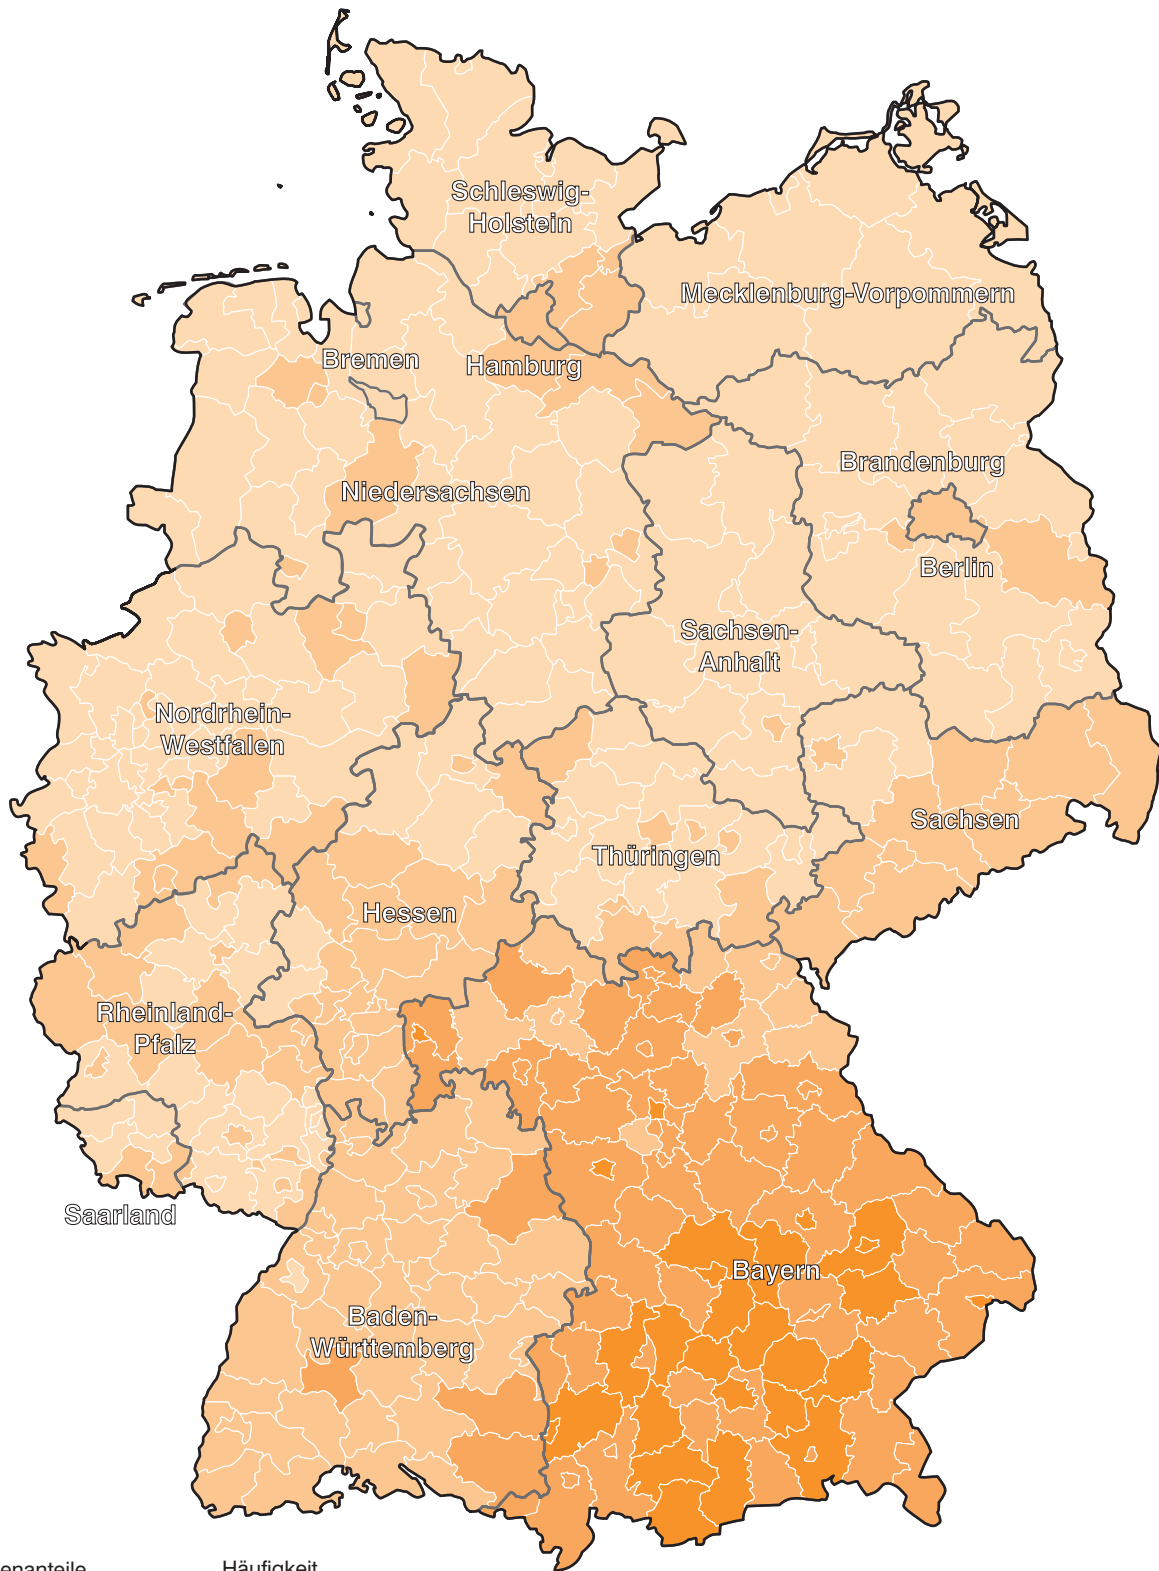 Schleswig-
Holstein
Mecklenburg-Vorpommern
Bremen
Hamburg
Brandenburg
Niedersachsen
Berlin
Sachsen-
Anhalt
Nordrhein-
Westfalen
Sachsen
Thüringen
Hessen
Rheinland-
Pfalz
Saarland
Bayern
Baden-
Württemberg
enanteile
Häufigkeit